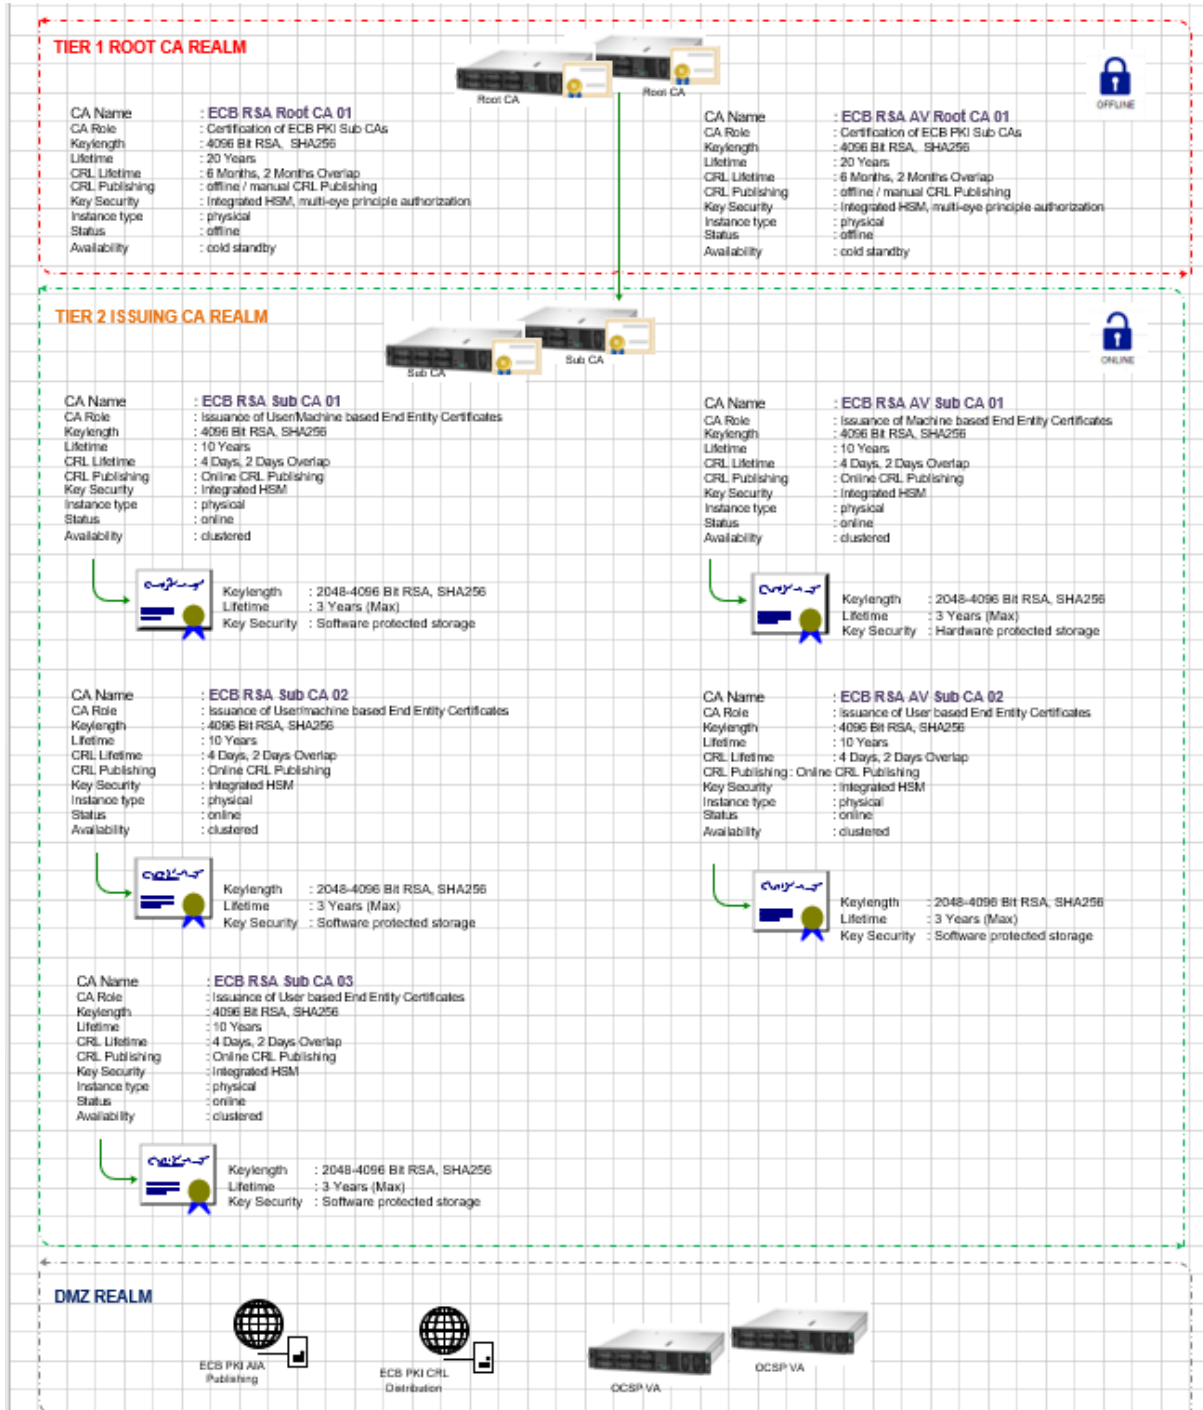 TIER 1 ROOT CA REALM
Root CA
Root CA
OFFLINE
CA Name : ECB RSA Root CA 01
CA Role : Certification of ECB PKI Sub CAs
Keylength : 4096 Bit RSA, SHA256
Lifetime : 20 Years
CRL Lifetime : 6 Months, 2 Months Overlap
CRL Publishing : offline / manual CRL Publishing
Key Security : Integrated HSM, multi-eye principle authorization
Instance type : physical
Status : offline
Availability : cold standby
CA Name : ECB RSA AV Root CA 01
CA Role : Certification of ECB PKI Sub CAs
Keylength : 4096 Bit RSA, SHA256
Lifetime : 20 Years
CRL Lifetime : 6 Months, 2 Months Overlap
CRL Publishing : offline / manual CRL Publishing
Key Security : Integrated HSM, multi-eye principle authorization
Instance type : physical
Status : offline
Availability : cold standby
TIER 2 ISSUING CA REALM
Sub CA
Sub CA
ONLINE
CA Name : ECB RSA Sub CA 01
CA Role : Issuance of User/Machine based End Entity Certificates
Keylength : 4096 Bit RSA, SHA256
Lifetime : 10 Years
CRL Lifetime : 4 Days, 2 Days Overlap
CRL Publishing : Online CRL Publishing
Key Security : Integrated HSM
Instance type : physical
Status : online
Availability : clustered
Keylength : 2048-4096 Bit RSA, SHA256
Lifetime : 3 Years (Max)
Key Security : Software protected storage
CA Name : ECB RSA AV Sub CA 01
CA Role : Issuance of Machine based End Entity Certificates
Keylength : 4096 Bit RSA, SHA256
Lifetime : 10 Years
CRL Lifetime : 4 Days, 2 Days Overlap
CRL Publishing : Online CRL Publishing
Key Security : Integrated HSM
Instance type : physical
Status : online
Availability : clustered
Keylength : 2048-4096 Bit RSA, SHA256
Lifetime : 3 Years (Max)
Key Security : Hardware protected storage
CA Name : ECB RSA Sub CA 02
CA Role : Issuance of User/machine based End Entity Certificates
Keylength : 4096 Bit RSA, SHA256
Lifetime : 10 Years
CRL Lifetime : 4 Days, 2 Days Overlap
CRL Publishing : Online CRL Publishing
Key Security : Integrated HSM
Instance type : physical
Status : online
Availability : clustered
Keylength : 2048-4096 Bit RSA, SHA256
Lifetime : 3 Years (Max)
Key Security : Software protected storage
CA Name : ECB RSA AV Sub CA 02
CA Role : Issuance of User based End Entity Certificates
Keylength : 4096 Bit RSA, SHA256
Lifetime : 10 Years
CRL Lifetime : 4 Days, 2 Days Overlap
CRL Publishing : Online CRL Publishing
Key Security : Integrated HSM
Instance type : physical
Status : online
Availability : clustered
Keylength : 2048-4096 Bit RSA, SHA256
Lifetime : 3 Years (Max)
Key Security : Software protected storage
CA Name : ECB RSA Sub CA 03
CA Role : Issuance of User based End Entity Certificates
Keylength : 4096 Bit RSA, SHA256
Lifetime : 10 Years
CRL Lifetime : 4 Days, 2 Days Overlap
CRL Publishing : Online CRL Publishing
Key Security : Integrated HSM
Instance type : physical
Status : online
Availability : clustered
Keylength : 2048-4096 Bit RSA, SHA256
Lifetime : 3 Years (Max)
Key Security : Software protected storage
DMZ REALM
ECB PKI AIA
Publishing
ECB PKI CRL
Distribution
OCSP VA
OCSP VA